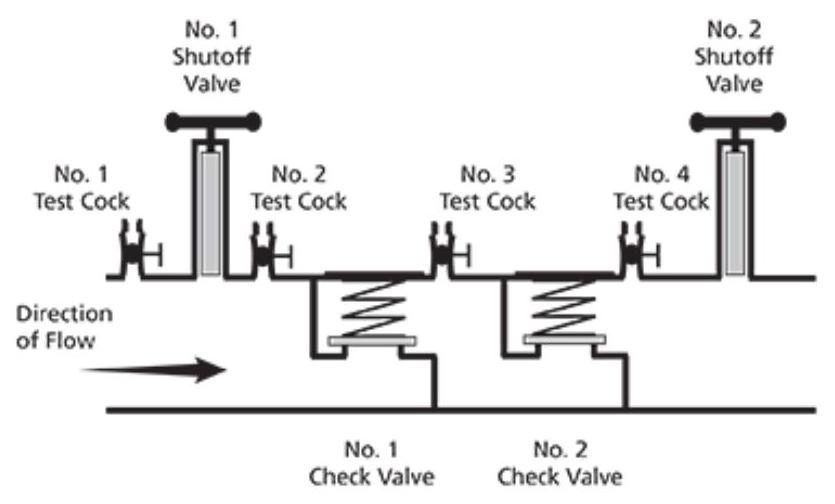 No. 1
Shutoff
Valve
No. 2
Shutoff
Valve
No. 1
Test Cock
No. 2
Test Cock
No. 3
Test Cock
No. 4
Test Cock
Direction
of Flow
No. 1
Check Valve
No. 2
Check Valve